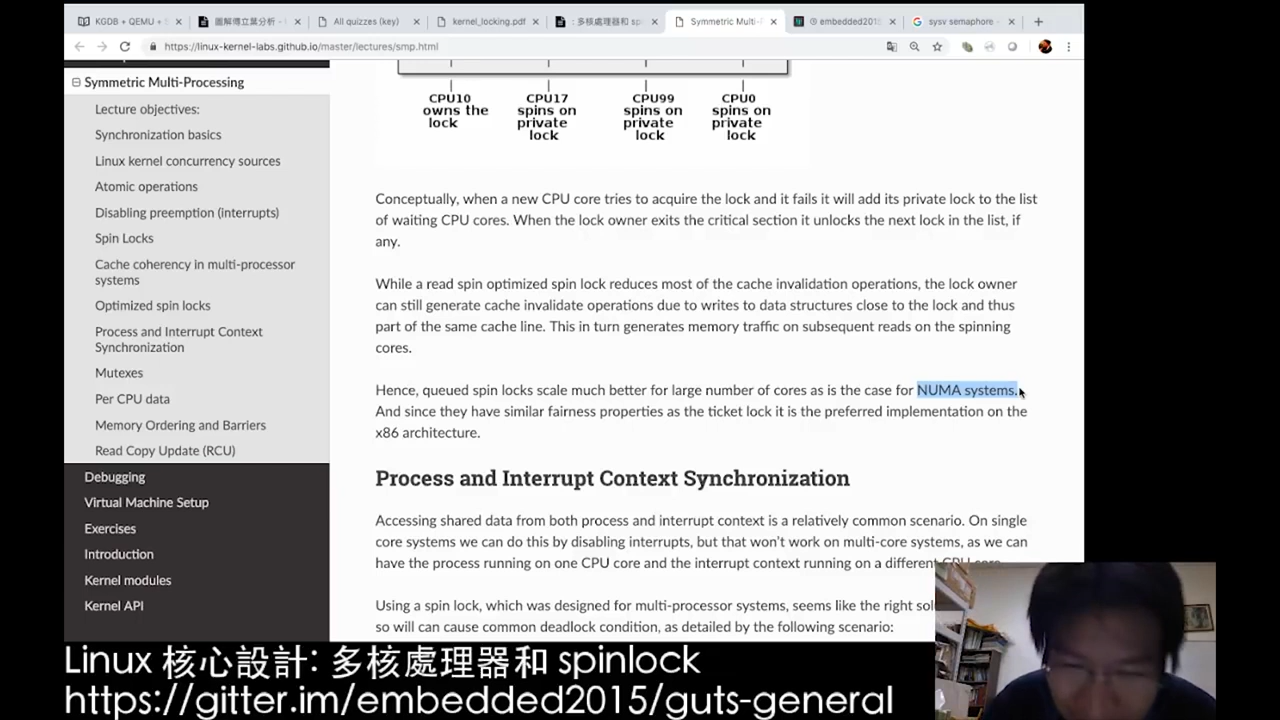 KGDB + QEMU +
圖解傳立葉分析 -
All quizzes (key)
kernel_locking.pdf
: 多核處理器和 sp
Symmetric Multi-
embedded2015
sysv semaphore
https://linux-kernel-labs.github.io/master/lectures/smp.html
Symmetric Multi-Processing
Lecture objectives:
Synchronization basics
Linux kernel concurrency sources
Atomic operations
Disabling preemption (interrupts)
Spin Locks
Cache coherency in multi-processor
systems
Optimized spin locks
Process and Interrupt Context
Synchronization
Mutexes
Per CPU data
Memory Ordering and Barriers
Read Copy Update (RCU)
Debugging
Virtual Machine Setup
Exercises
Introduction
Kernel modules
Kernel API
CPU10
owns the
lock
CPU17
spins on
private
lock
CPU99
spins on
private
lock
CPU0
spins on
private
lock
Conceptually, when a new CPU core tries to acquire the lock and it fails it will add its private lock to the list
of waiting CPU cores. When the lock owner exits the critical section it unlocks the next lock in the list, if
any.
While a read spin optimized spin lock reduces most of the cache invalidation operations, the lock owner
can still generate cache invalidate operations due to writes to data structures close to the lock and thus
part of the same cache line. This in turn generates memory traffic on subsequent reads on the spinning
cores.
Hence, queued spin locks scale much better for large number of cores as is the case for NUMA systems.
And since they have similar fairness properties as the ticket lock it is the preferred implementation on the
x86 architecture.
Process and Interrupt Context Synchronization
Accessing shared data from both process and interrupt context is a relatively common scenario. On single
core systems we can do this by disabling interrupts, but that won't work on multi-core systems, as we can
have the process running on one CPU core and the interrupt context running on a different CPU core.
Using a spin lock, which was designed for multi-processor systems, seems like the right sol
so will can cause common deadlock condition, as detailed by the following scenario:
Linux 核心設計: 多核處理器和 spinlock
https://gitter.im/embedded2015/guts-general